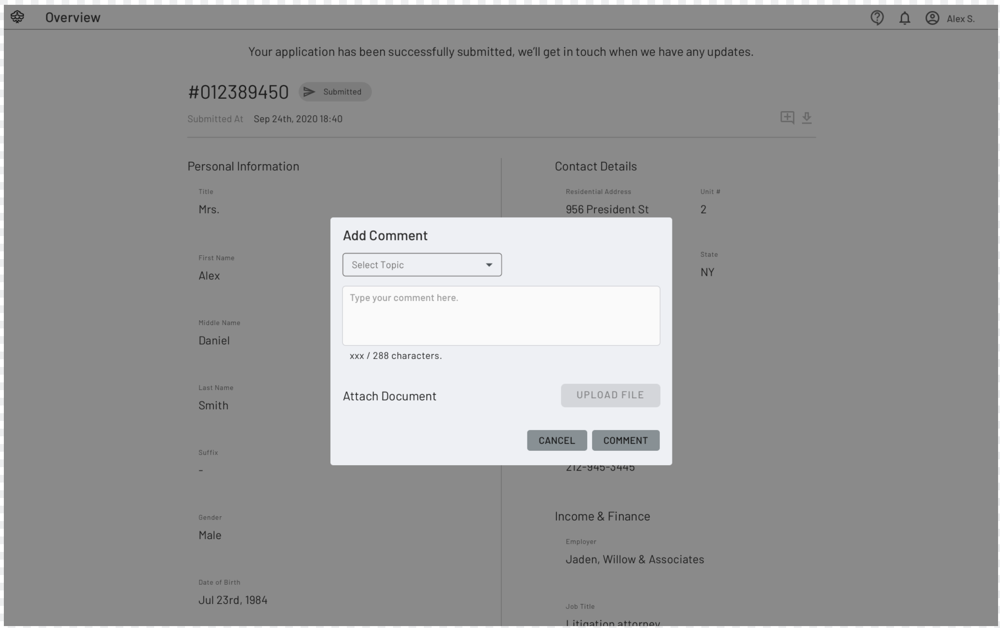 Overview
Alex S.
Your application has been successfully submitted, we'll get in touch when we have any updates.
#012389450
Submitted
Submitted At Sep 24th, 2020 18:40
Personal Information
Title
Mrs.
First Name
Alex
Middle Name
Daniel
Last Name
Smith
Suffix
-
Gender
Male
Date of Birth
Jul 23rd, 1984
Contact Details
Residential Address
956 President St
Unit #
2
State
NY
212-945-3445
Income & Finance
Employer
Jaden, Willow & Associates
Job Title
Litigation attorney
Add Comment
Select Topic
Type your comment here.
xxx / 288 characters.
Attach Document
UPLOAD FILE
CANCEL
COMMENT